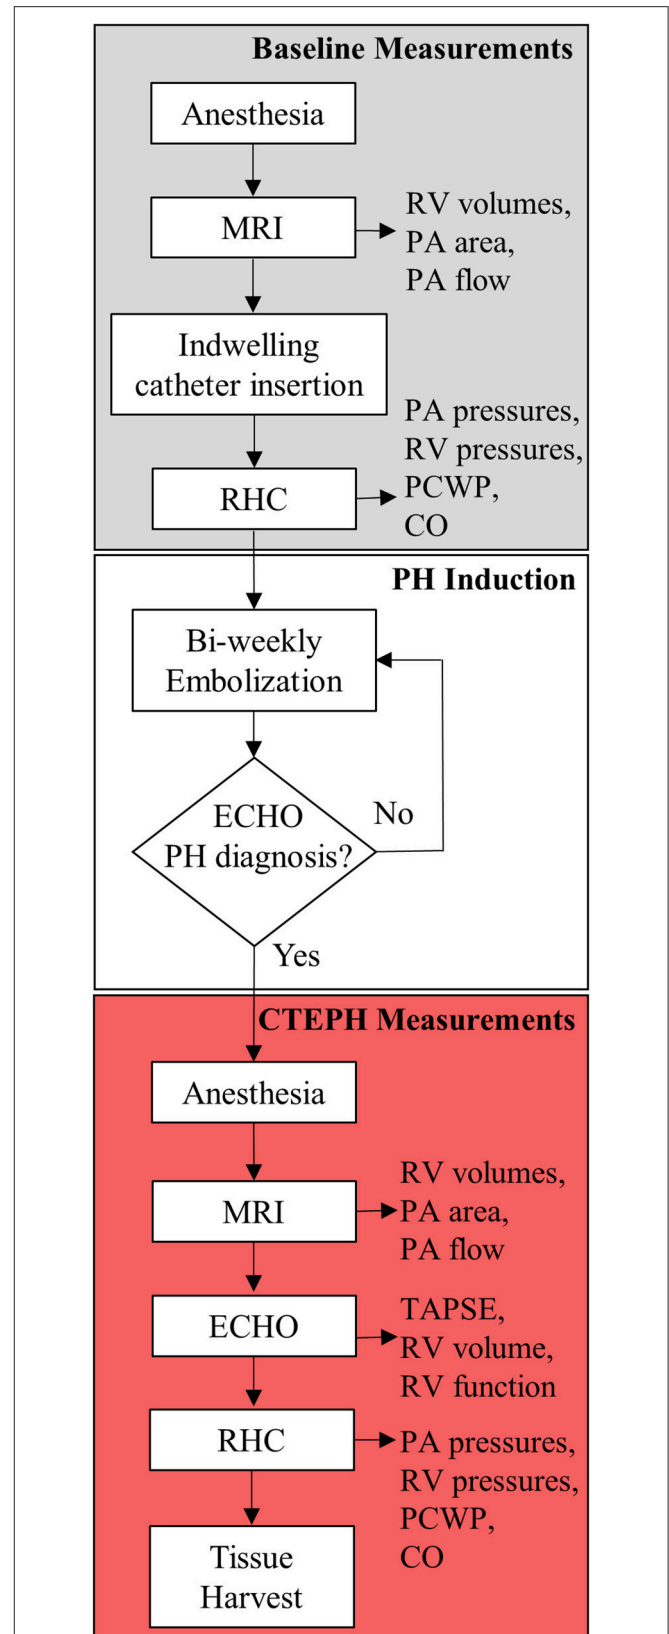 Baseline Measurements
Anesthesia
MRI
RV volumes,
PA area,
PA flow
Indwelling
catheter insertion
RHC
PA pressures,
RV pressures,
PCWP,
CO
PH Induction
Bi-weekly
Embolization
ECHO
PH diagnosis?
No
Yes
CTEPH Measurements
Anesthesia
MRI
RV volumes,
PA area,
PA flow
ECHO
TAPSE,
RV volume,
RV function
RHC
PA pressures,
RV pressures,
PCWP,
CO
Tissue
Harvest